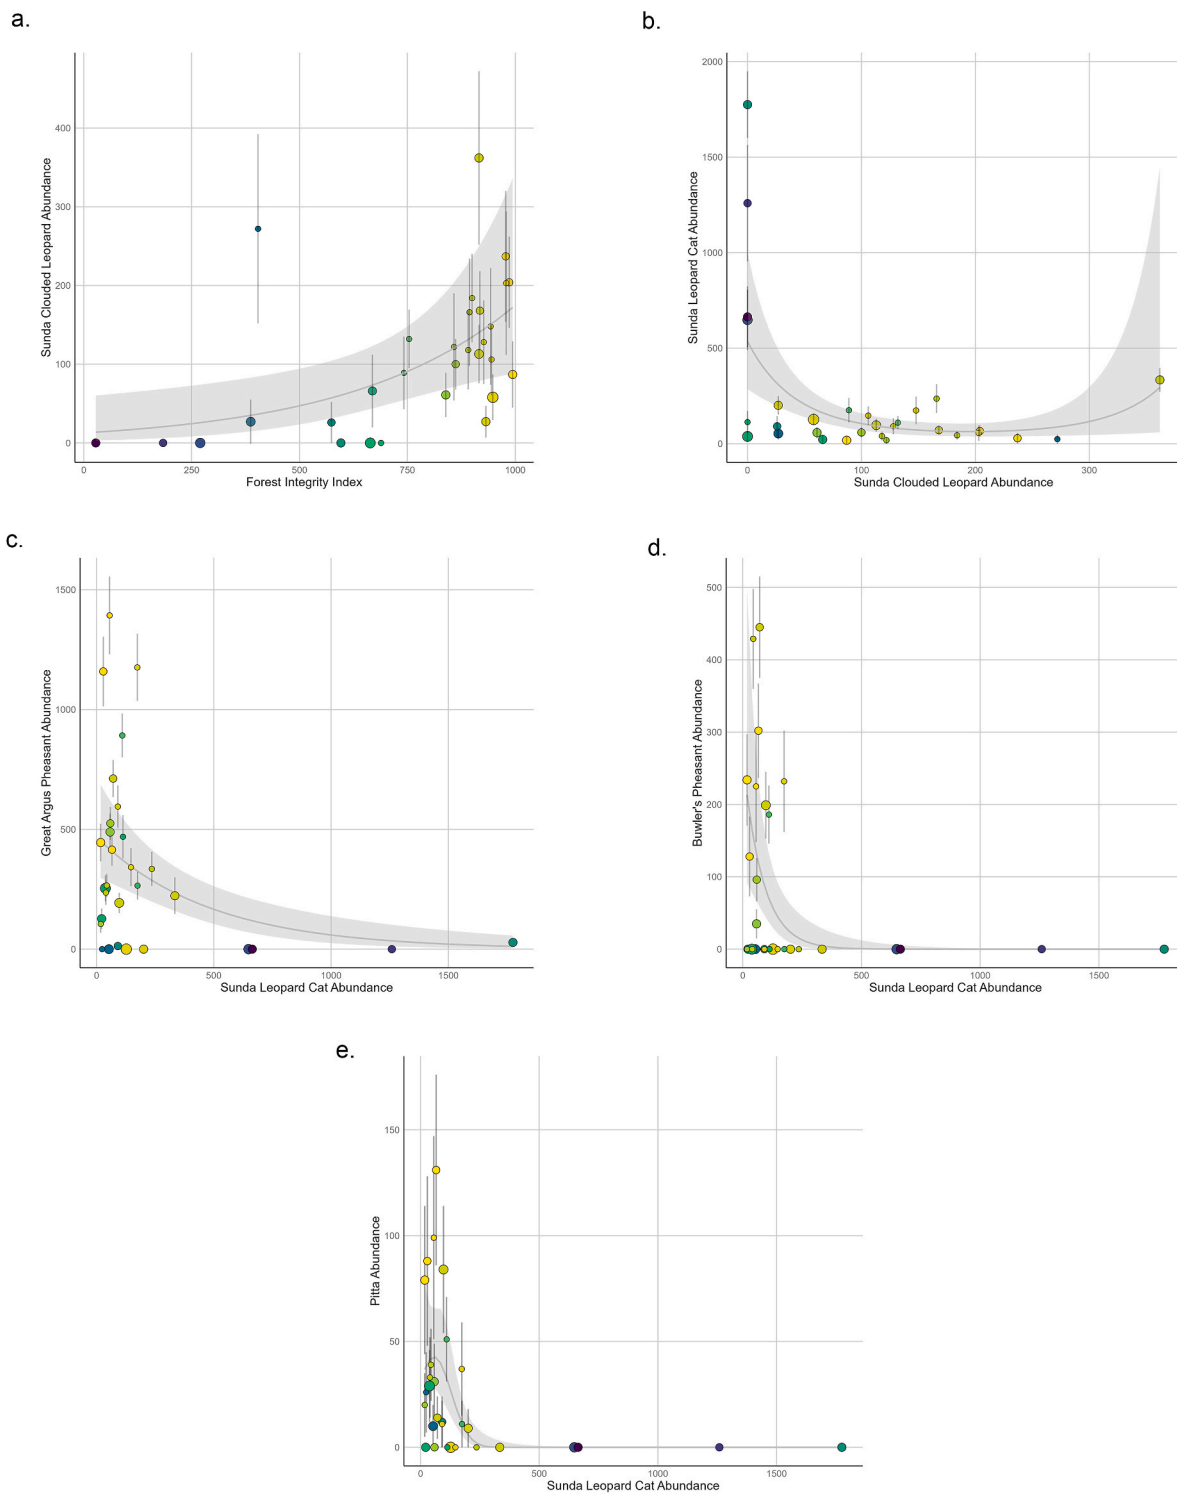 a.
Sunda Clouded Leopard Abundance
400
300
200
100
0
0 250 500 750 1000
Forest Integrity Index
b.
Sunda Leopard Cat Abundance
2000
1500
1000
500
0
0 100 200 300
Sunda Clouded Leopard Abundance
c.
Great Argus Pheasant Abundance
1500
1000
500
0
0 500 1000 1500
Sunda Leopard Cat Abundance
d.
Buwler's Pheasant Abundance
500
400
300
200
100
0
0 500 1000 1500
Sunda Leopard Cat Abundance
e.
Pitta Abundance
150
100
50
0
0 500 1000 1500
Sunda Leopard Cat Abundance